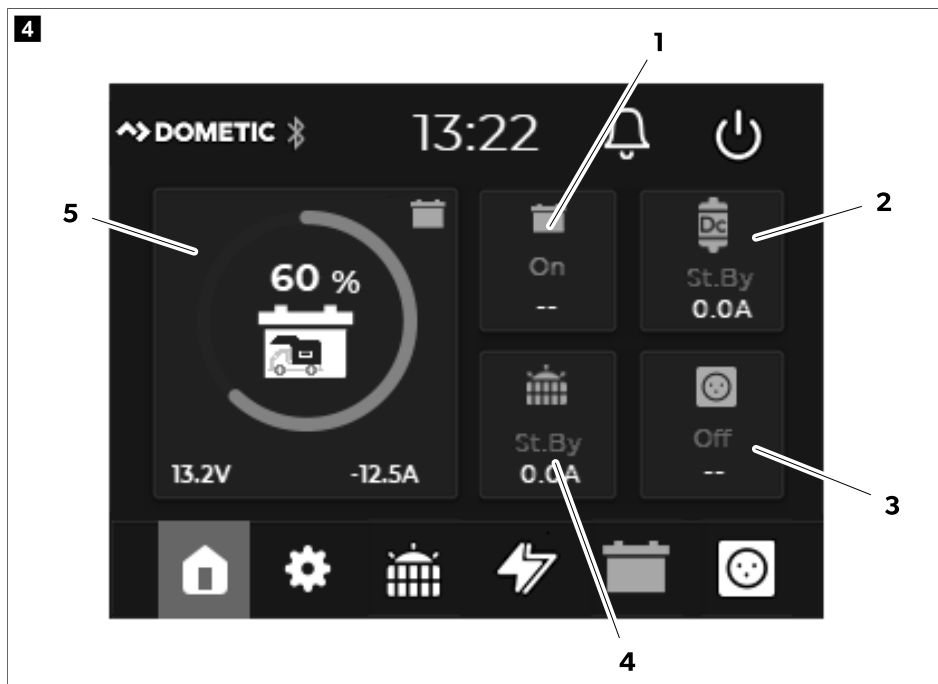 4
1
DOMETIC 13:22
5
2
60 %
On
--
Dc
St.By
0.0A
St.By
0.0A
Off
--
13.2V -12.5A
3
4